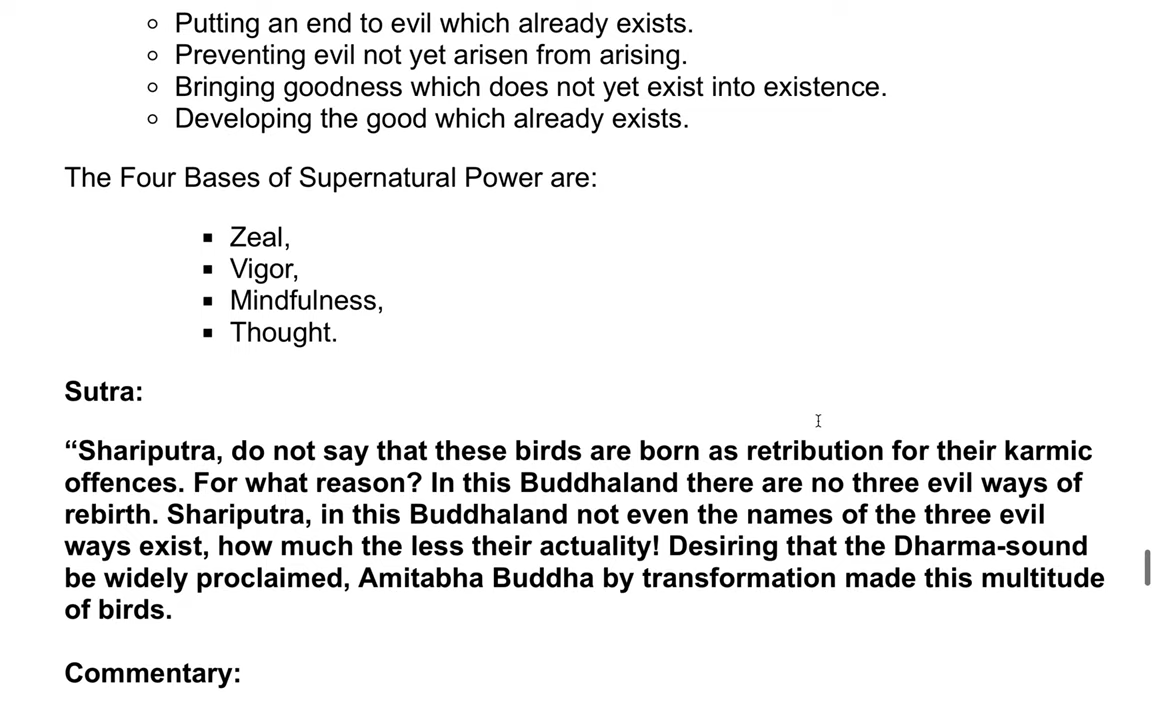 Putting an end to evil which already exists.
Preventing evil not yet arisen from arising.
Bringing goodness which does not yet exist into existence.
Developing the good which already exists.
The Four Bases of Supernatural Power are:
Zeal,
Vigor,
Mindfulness,
Thought.
Sutra:
“Shariputra, do not say that these birds are born as retribution for their karmic
offences. For what reason? In this Buddhaland there are no three evil ways of
rebirth. Shariputra, in this Buddhaland not even the names of the three evil
ways exist, how much the less their actuality! Desiring that the Dharma-sound
be widely proclaimed, Amitabha Buddha by transformation made this multitude
of birds.
Commentary: